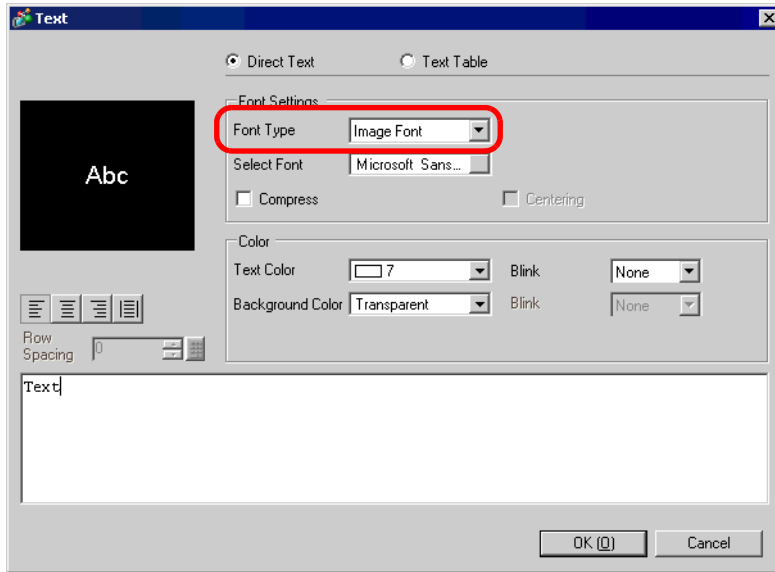 Text
Direct Text Text Table
Font Settings
Font Type Image Font
Select Font Microsoft Sans...
Compress Centering
Abc
Color
Text Color 7 Blink None
Background Color Transparent Blink None
Row
Spacing 0
Text
OK (O) Cancel